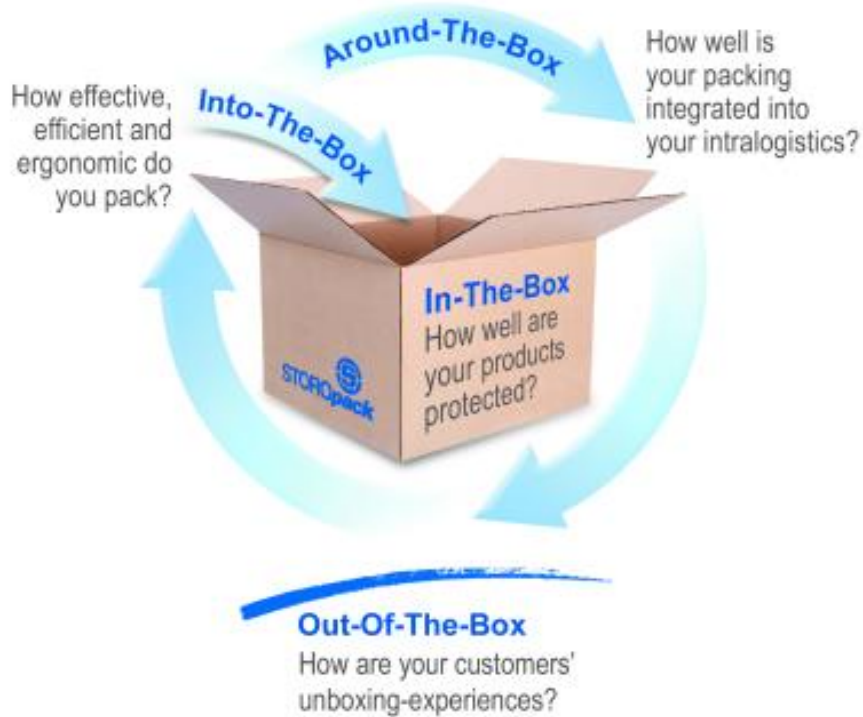 Around-The-Box
How well is
your packing
integrated into
your intralogistics?
How effective,
efficient and
ergonomic do
you pack?
Into-The-Box
In-The-Box
How well are
your products
protected?
STOROpack
Out-Of-The-Box
How are your customers'
unboxing-experiences?